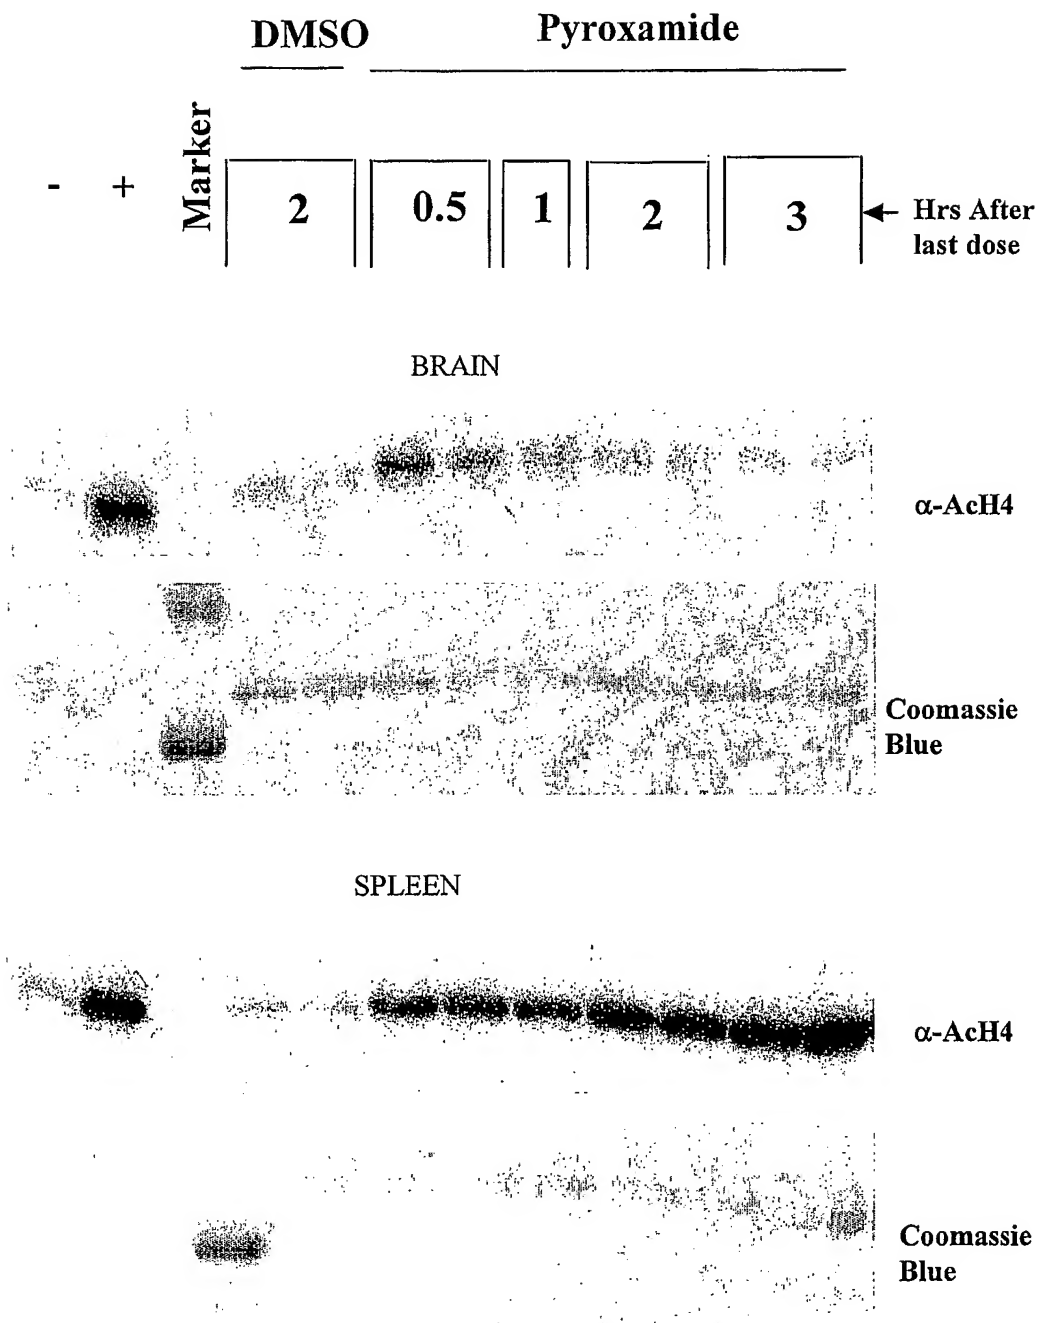 DMSO Pyroxamide
- + Marker 2 0.5 1 2 3 Hrs After
last dose
BRAIN
α-AcH4
Coomassie
Blue
SPLEEN
α-AcH4
Coomassie
Blue